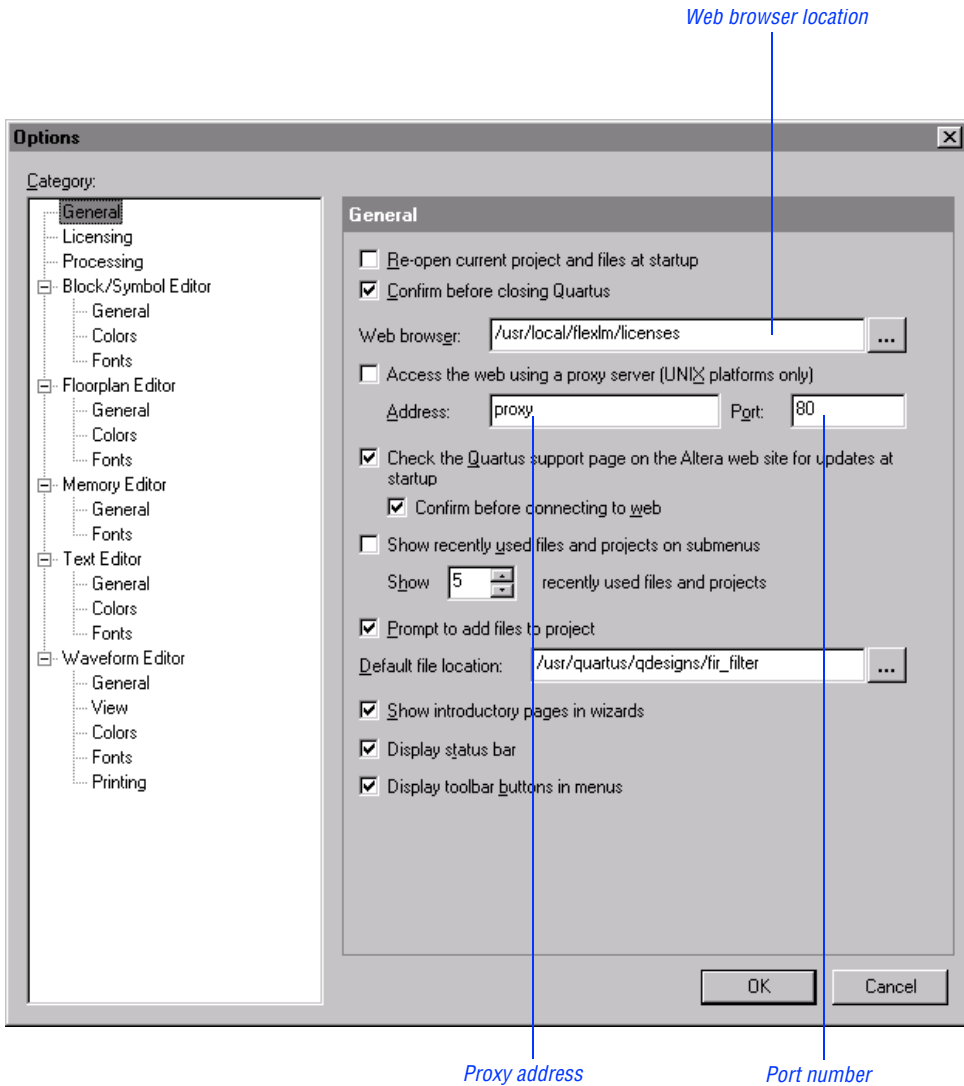 Web browser location
Options
Category:
General
Licensing
Processing
Block/Symbol Editor
General
Colors
Fonts
Floorplan Editor
General
Colors
Fonts
Memory Editor
General
Fonts
Text Editor
General
Colors
Fonts
Waveform Editor
General
View
Colors
Fonts
Printing
General
Re-open current project and files at startup
Confirm before closing Quartus
Web browser: /usr/local/flexlm/licenses ...
Access the web using a proxy server (UNIX platforms only)
Address: proxy Port: 80
Check the Quartus support page on the Altera web site for updates at
startup
Confirm before connecting to web
Show recently used files and projects on submenus
Show 5 recently used files and projects
Prompt to add files to project
Default file location: /usr/quartus/qdesigns/fir_filter ...
Show introductory pages in wizards
Display status bar
Display toolbar buttons in menus
OK Cancel
Proxy address Port number